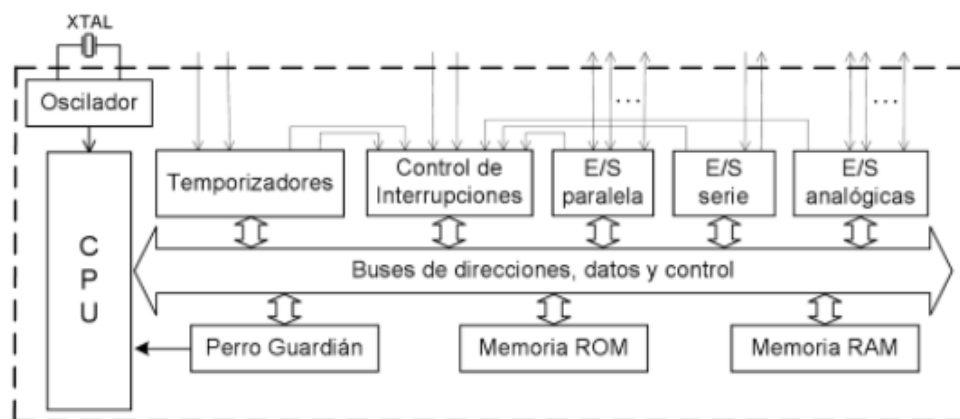 XTAL
Oscilador
CPU
Temporizadores
Control de
Interrupciones
E/S
paralela
E/S
serie
E/S
analógicas
...
...
Buses de direcciones, datos y control
Perro Guardián
Memoria ROM
Memoria RAM